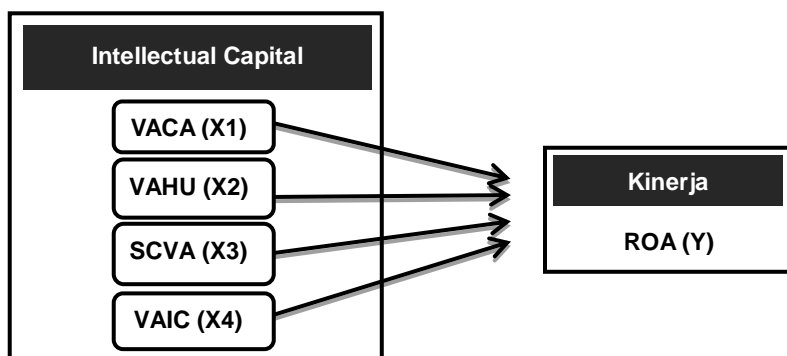 Intellectual Capital
VACA (X1)
VAHU (X2)
SCVA (X3)
VAIC (X4)
Kinerja
ROA (Y)